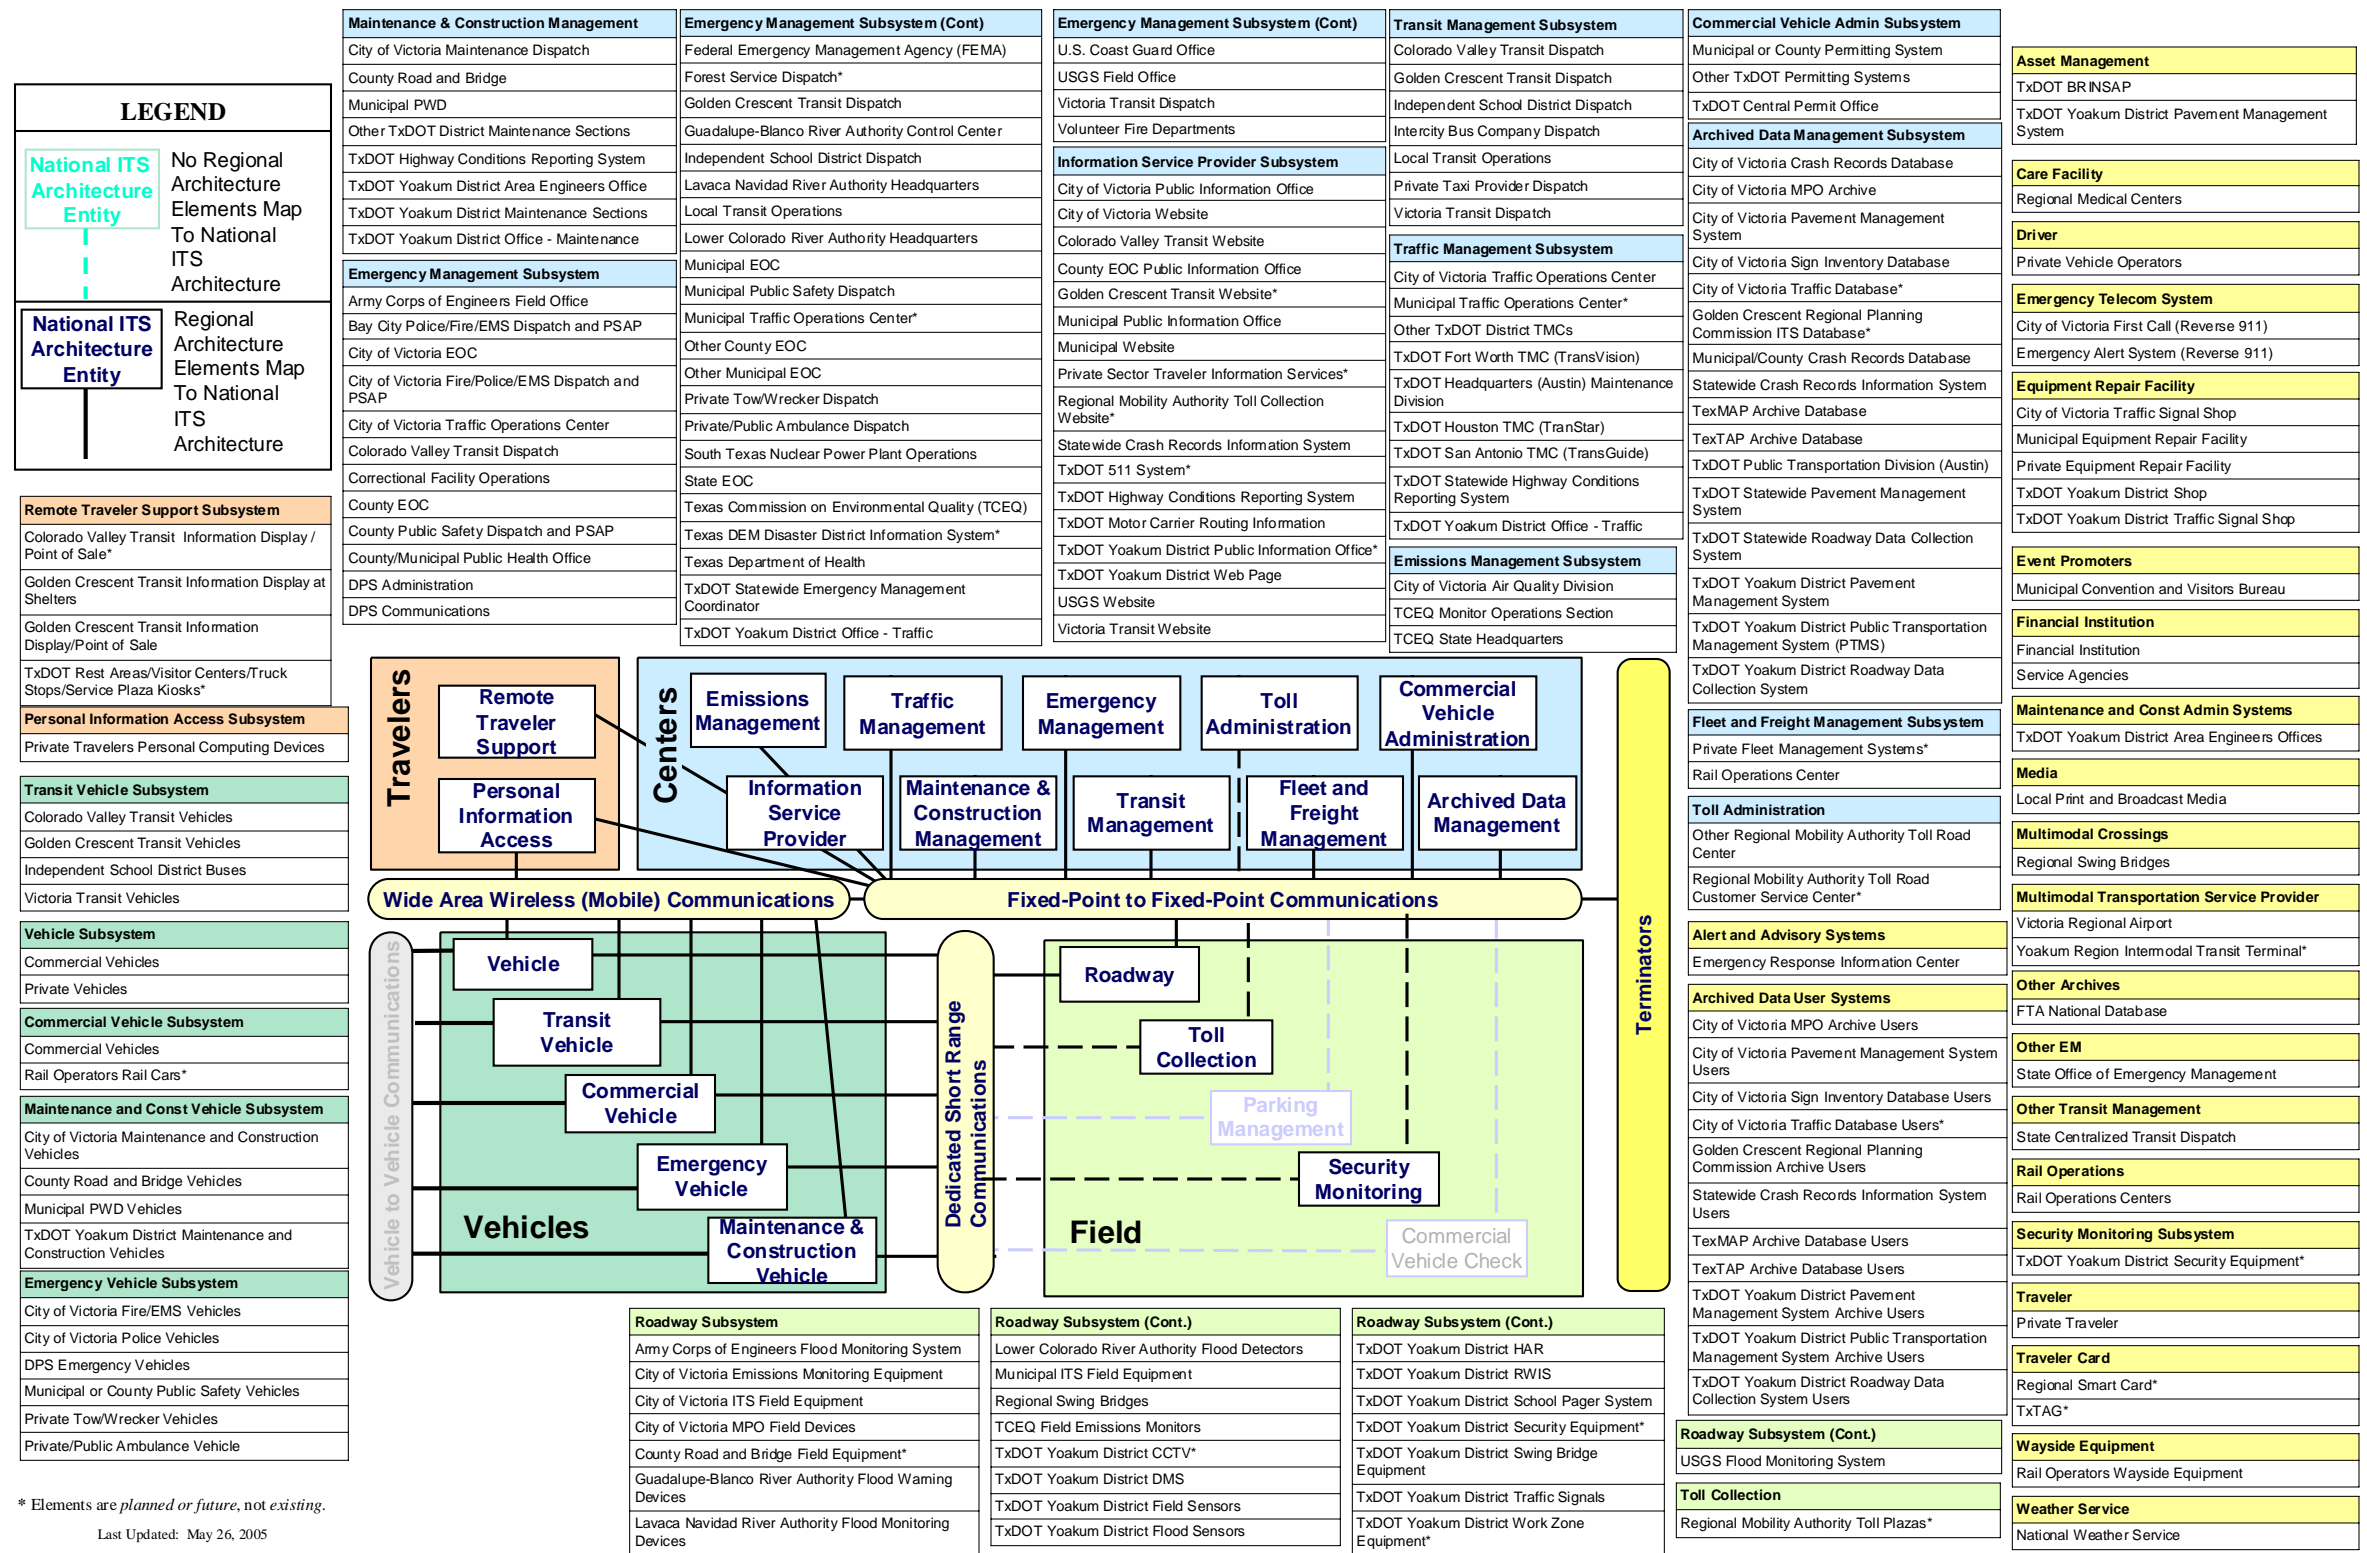 LEGEND
National ITS
Architecture
Entity
No Regional
Architecture
Elements Map
To National
ITS
Architecture
National ITS
Architecture
Entity
Regional
Architecture
Elements Map
To National
ITS
Architecture
Remote Traveler Support Subsystem
Colorado Valley Transit Information Display /
Point of Sale*
Golden Crescent Transit Information Display at
Shelters
Golden Crescent Transit Information
Display/Point of Sale
TxDOT Rest Areas/Visitor Centers/Truck
Stops/Service Plaza Kiosks*
Personal Information Access Subsystem
Private Travelers Personal Computing Devices
Transit Vehicle Subsystem
Colorado Valley Transit Vehicles
Golden Crescent Transit Vehicles
Independent School District Buses
Victoria Transit Vehicles
Vehicle Subsystem
Commercial Vehicles
Private Vehicles
Commercial Vehicle Subsystem
Commercial Vehicles
Rail Operators Rail Cars*
Maintenance and Const Vehicle Subsystem
City of Victoria Maintenance and Construction
Vehicles
County Road and Bridge Vehicles
Municipal PWD Vehicles
TxDOT Yoakum District Maintenance and
Construction Vehicles
Emergency Vehicle Subsystem
City of Victoria Fire/EMS Vehicles
City of Victoria Police Vehicles
DPS Emergency Vehicles
Municipal or County Public Safety Vehicles
Private Tow/Wrecker Vehicles
Private/Public Ambulance Vehicle
* Elements are planned or future, not existing.
Last Updated: May 26, 2005
Maintenance & Construction Management
City of Victoria Maintenance Dispatch
County Road and Bridge
Municipal PWD
Other TxDOT District Maintenance Sections
TxDOT Highway Conditions Reporting System
TxDOT Yoakum District Area Engineers Office
TxDOT Yoakum District Maintenance Sections
TxDOT Yoakum District Office - Maintenance
Emergency Management Subsystem
Army Corps of Engineers Field Office
Bay City Police/Fire/EMS Dispatch and PSAP
City of Victoria EOC
City of Victoria Fire/Police/EMS Dispatch and
PSAP
City of Victoria Traffic Operations Center
Colorado Valley Transit Dispatch
Correctional Facility Operations
County EOC
County Public Safety Dispatch and PSAP
County/Municipal Public Health Office
DPS Administration
DPS Communications
Emergency Management Subsystem (Cont)
Federal Emergency Management Agency (FEMA)
Forest Service Dispatch*
Golden Crescent Transit Dispatch
Guadalupe-Blanco River Authority Control Center
Independent School District Dispatch
Lavaca Navidad River Authority Headquarters
Local Transit Operations
Lower Colorado River Authority Headquarters
Municipal EOC
Municipal Public Safety Dispatch
Municipal Traffic Operations Center*
Other County EOC
Other Municipal EOC
Private Tow/Wrecker Dispatch
Private/Public Ambulance Dispatch
South Texas Nuclear Power Plant Operations
State EOC
Texas Commission on Environmental Quality (TCEQ)
Texas DEM Disaster District Information System*
Texas Department of Health
TxDOT Statewide Emergency Management
Coordinator
TxDOT Yoakum District Office - Traffic
Emergency Management Subsystem (Cont)
U.S. Coast Guard Office
USGS Field Office
Victoria Transit Dispatch
Volunteer Fire Departments
Information Service Provider Subsystem
City of Victoria Public Information Office
City of Victoria Website
Colorado Valley Transit Website
County EOC Public Information Office
Golden Crescent Transit Website*
Municipal Public Information Office
Municipal Website
Private Sector Traveler Information Services*
Regional Mobility Authority Toll Collection
Website*
Statewide Crash Records Information System
TxDOT 511 System*
TxDOT Highway Conditions Reporting System
TxDOT Motor Carrier Routing Information
TxDOT Yoakum District Public Information Office*
TxDOT Yoakum District Web Page
USGS Website
Victoria Transit Website
Transit Management Subsystem
Colorado Valley Transit Dispatch
Golden Crescent Transit Dispatch
Independent School District Dispatch
Intercity Bus Company Dispatch
Local Transit Operations
Private Taxi Provider Dispatch
Victoria Transit Dispatch
Traffic Management Subsystem
City of Victoria Traffic Operations Center
Municipal Traffic Operations Center*
Other TxDOT District TMCs
TxDOT Fort Worth TMC (TransVision)
TxDOT Headquarters (Austin) Maintenance
Division
TxDOT Houston TMC (TranStar)
TxDOT San Antonio TMC (TransGuide)
TxDOT Statewide Highway Conditions
Reporting System
TxDOT Yoakum District Office - Traffic
Emissions Management Subsystem
City of Victoria Air Quality Division
TCEQ Monitor Operations Section
TCEQ State Headquarters
Commercial Vehicle Admin Subsystem
Municipal or County Permitting System
Other TxDOT Permitting Systems
TxDOT Central Permit Office
Archived Data Management Subsystem
City of Victoria Crash Records Database
City of Victoria MPO Archive
City of Victoria Pavement Management
System
City of Victoria Sign Inventory Database
City of Victoria Traffic Database*
Golden Crescent Regional Planning
Commission ITS Database*
Municipal/County Crash Records Database
Statewide Crash Records Information System
TexMAP Archive Database
TexTAP Archive Database
TxDOT Public Transportation Division (Austin)
TxDOT Statewide Pavement Management
System
TxDOT Statewide Roadway Data Collection
System
TxDOT Yoakum District Pavement
Management System
TxDOT Yoakum District Public Transportation
Management System (PTMS)
TxDOT Yoakum District Roadway Data
Collection System
Fleet and Freight Management Subsystem
Private Fleet Management Systems*
Rail Operations Center
Toll Administration
Other Regional Mobility Authority Toll Road
Center
Regional Mobility Authority Toll Road
Customer Service Center*
Alert and Advisory Systems
Emergency Response Information Center
Archived Data User Systems
City of Victoria MPO Archive Users
City of Victoria Pavement Management System
Users
City of Victoria Sign Inventory Database Users
City of Victoria Traffic Database Users*
Golden Crescent Regional Planning
Commission Archive Users
Statewide Crash Records Information System
Users
TexMAP Archive Database Users
TexTAP Archive Database Users
TxDOT Yoakum District Pavement
Management System Archive Users
TxDOT Yoakum District Public Transportation
Management System Archive Users
TxDOT Yoakum District Roadway Data
Collection System Users
Roadway Subsystem (Cont.)
USGS Flood Monitoring System
Toll Collection
Regional Mobility Authority Toll Plazas*
Asset Management
TxDOT BRINSAP
TxDOT Yoakum District Pavement Management
System
Care Facility
Regional Medical Centers
Driver
Private Vehicle Operators
Emergency Telecom System
City of Victoria First Call (Reverse 911)
Emergency Alert System (Reverse 911)
Equipment Repair Facility
City of Victoria Traffic Signal Shop
Municipal Equipment Repair Facility
Private Equipment Repair Facility
TxDOT Yoakum District Shop
TxDOT Yoakum District Traffic Signal Shop
Event Promoters
Municipal Convention and Visitors Bureau
Financial Institution
Financial Institution
Service Agencies
Maintenance and Const Admin Systems
TxDOT Yoakum District Area Engineers Offices
Media
Local Print and Broadcast Media
Multimodal Crossings
Regional Swing Bridges
Multimodal Transportation Service Provider
Victoria Regional Airport
Yoakum Region Intermodal Transit Terminal*
Other Archives
FTA National Database
Other EM
State Office of Emergency Management
Other Transit Management
State Centralized Transit Dispatch
Rail Operations
Rail Operations Centers
Security Monitoring Subsystem
TxDOT Yoakum District Security Equipment*
Traveler
Private Traveler
Traveler Card
Regional Smart Card*
TxTAG*
Wayside Equipment
Rail Operators Wayside Equipment
Weather Service
National Weather Service
Travelers
Remote
Traveler
Support
Personal
Information
Access
Centers
Emissions
Management
Traffic
Management
Emergency
Management
Toll
Administration
Commercial
Vehicle
Administration
Information
Service
Provider
Maintenance &
Construction
Management
Transit
Management
Fleet and
Freight
Management
Archived Data
Management
Wide Area Wireless (Mobile) Communications
Fixed-Point to Fixed-Point Communications
Terminators
Vehicle to Vehicle Communications
Vehicle
Transit
Vehicle
Commercial
Vehicle
Emergency
Vehicle
Maintenance &
Construction
Vehicle
Vehicles
Dedicated Short Range
Communications
Roadway
Toll
Collection
Parking
Management
Security
Monitoring
Commercial
Vehicle Check
Field
Roadway Subsystem
Army Corps of Engineers Flood Monitoring System
City of Victoria Emissions Monitoring Equipment
City of Victoria ITS Field Equipment
City of Victoria MPO Field Devices
County Road and Bridge Field Equipment*
Guadalupe-Blanco River Authority Flood Warning
Devices
Lavaca Navidad River Authority Flood Monitoring
Devices
Roadway Subsystem (Cont.)
Lower Colorado River Authority Flood Detectors
Municipal ITS Field Equipment
Regional Swing Bridges
TCEQ Field Emissions Monitors
TxDOT Yoakum District CCTV*
TxDOT Yoakum District DMS
TxDOT Yoakum District Field Sensors
TxDOT Yoakum District Flood Sensors
Roadway Subsystem (Cont.)
TxDOT Yoakum District HAR
TxDOT Yoakum District RWIS
TxDOT Yoakum District School Pager System
TxDOT Yoakum District Security Equipment*
TxDOT Yoakum District Swing Bridge
Equipment
TxDOT Yoakum District Traffic Signals
TxDOT Yoakum District Work Zone
Equipment*